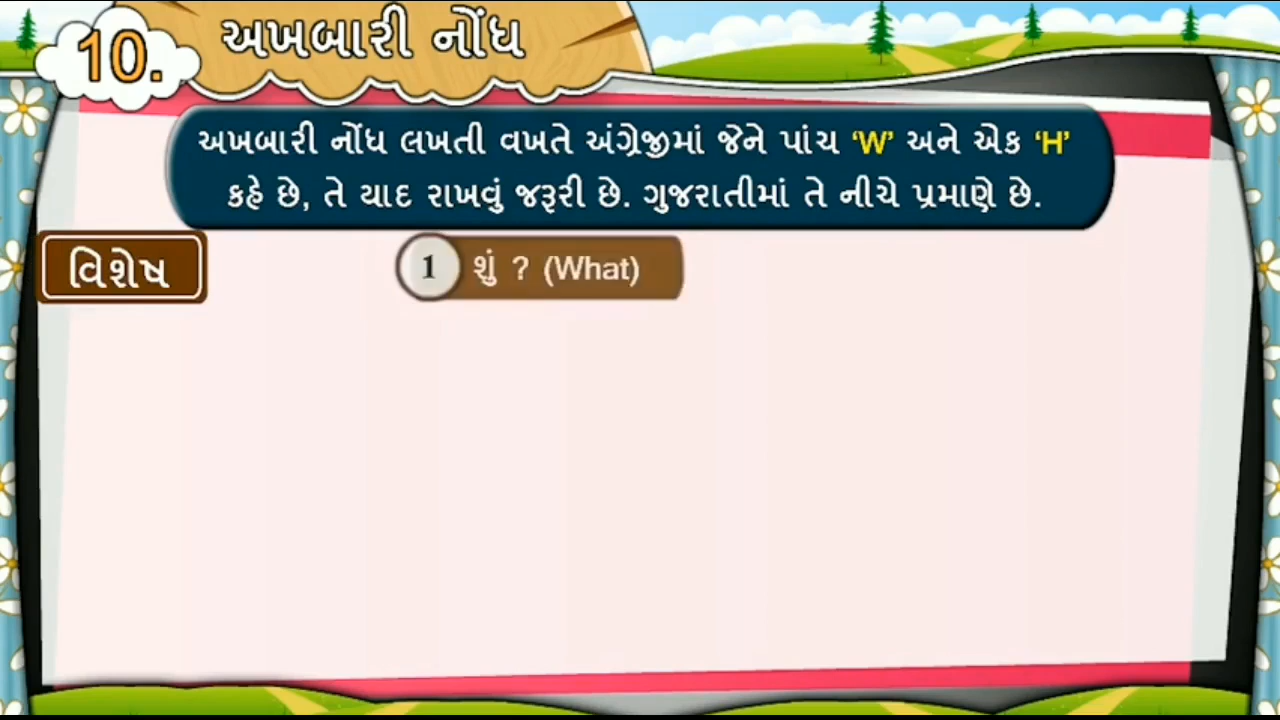 10. અખબારી નોંધ
અખબારી નોંધ લખતી વખતે અંગ્રેજીમાં જેને પાંચ ‘W’ અને એક ‘H’
કહે છે, તે યાદ રાખવું જરૂરી છે. ગુજરાતીમાં તે નીચે પ્રમાણે છે.
વિશેષ
1 શું ? (What)